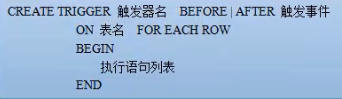 CREATE TRIGGER 触发器名 BEFORE | AFTER 触发事件
ON 表名 FOR EACH ROW
BEGIN
执行语句列表
END